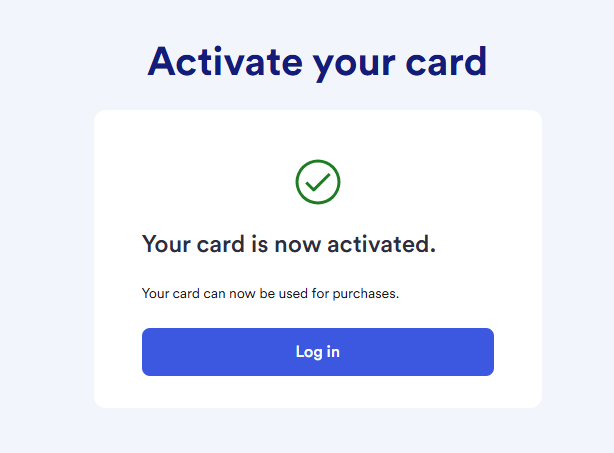 Activate your card
Your card is now activated.
Your card can now be used for purchases.
Log in